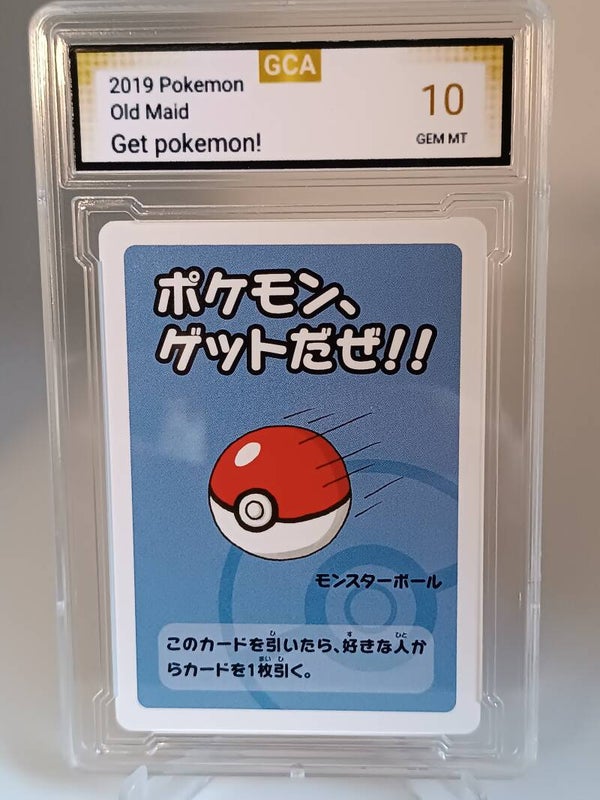 GCA
2019 Pokemon
Old Maid
Get pokemon!
10
GEM MT
ポケモン、
ゲットだぜ!!
モンスターボール
このカードを引いたら、好きな人か
らカードを1枚引く。